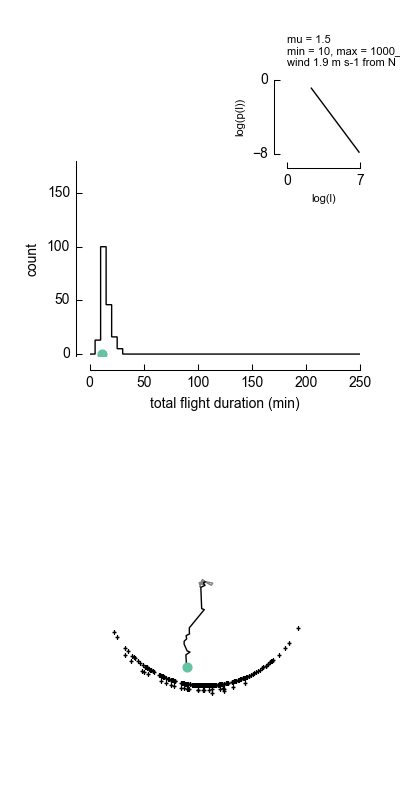 mu = 1.5
min = 10, max = 1000_
wind 1.9 m s-1 from N
0
log(p(l))
−8
0
7
log(l)
150
100
50
0
count
0
50
100
150
200
250
total flight duration (min)